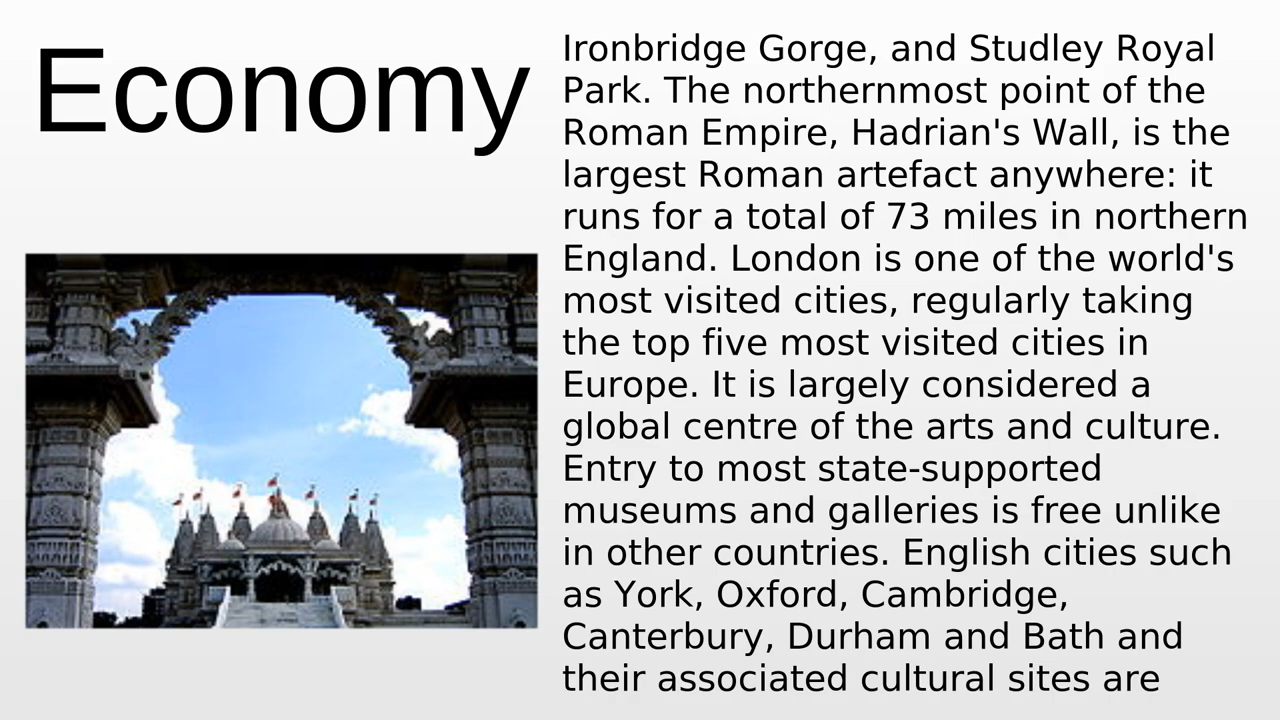 Economy
Ironbridge Gorge, and Studley Royal
Park. The northernmost point of the
Roman Empire, Hadrian's Wall, is the
largest Roman artefact anywhere: it
runs for a total of 73 miles in northern
England. London is one of the world's
most visited cities, regularly taking
the top five most visited cities in
Europe. It is largely considered a
global centre of the arts and culture.
Entry to most state-supported
museums and galleries is free unlike
in other countries. English cities such
as York, Oxford, Cambridge,
Canterbury, Durham and Bath and
their associated cultural sites are